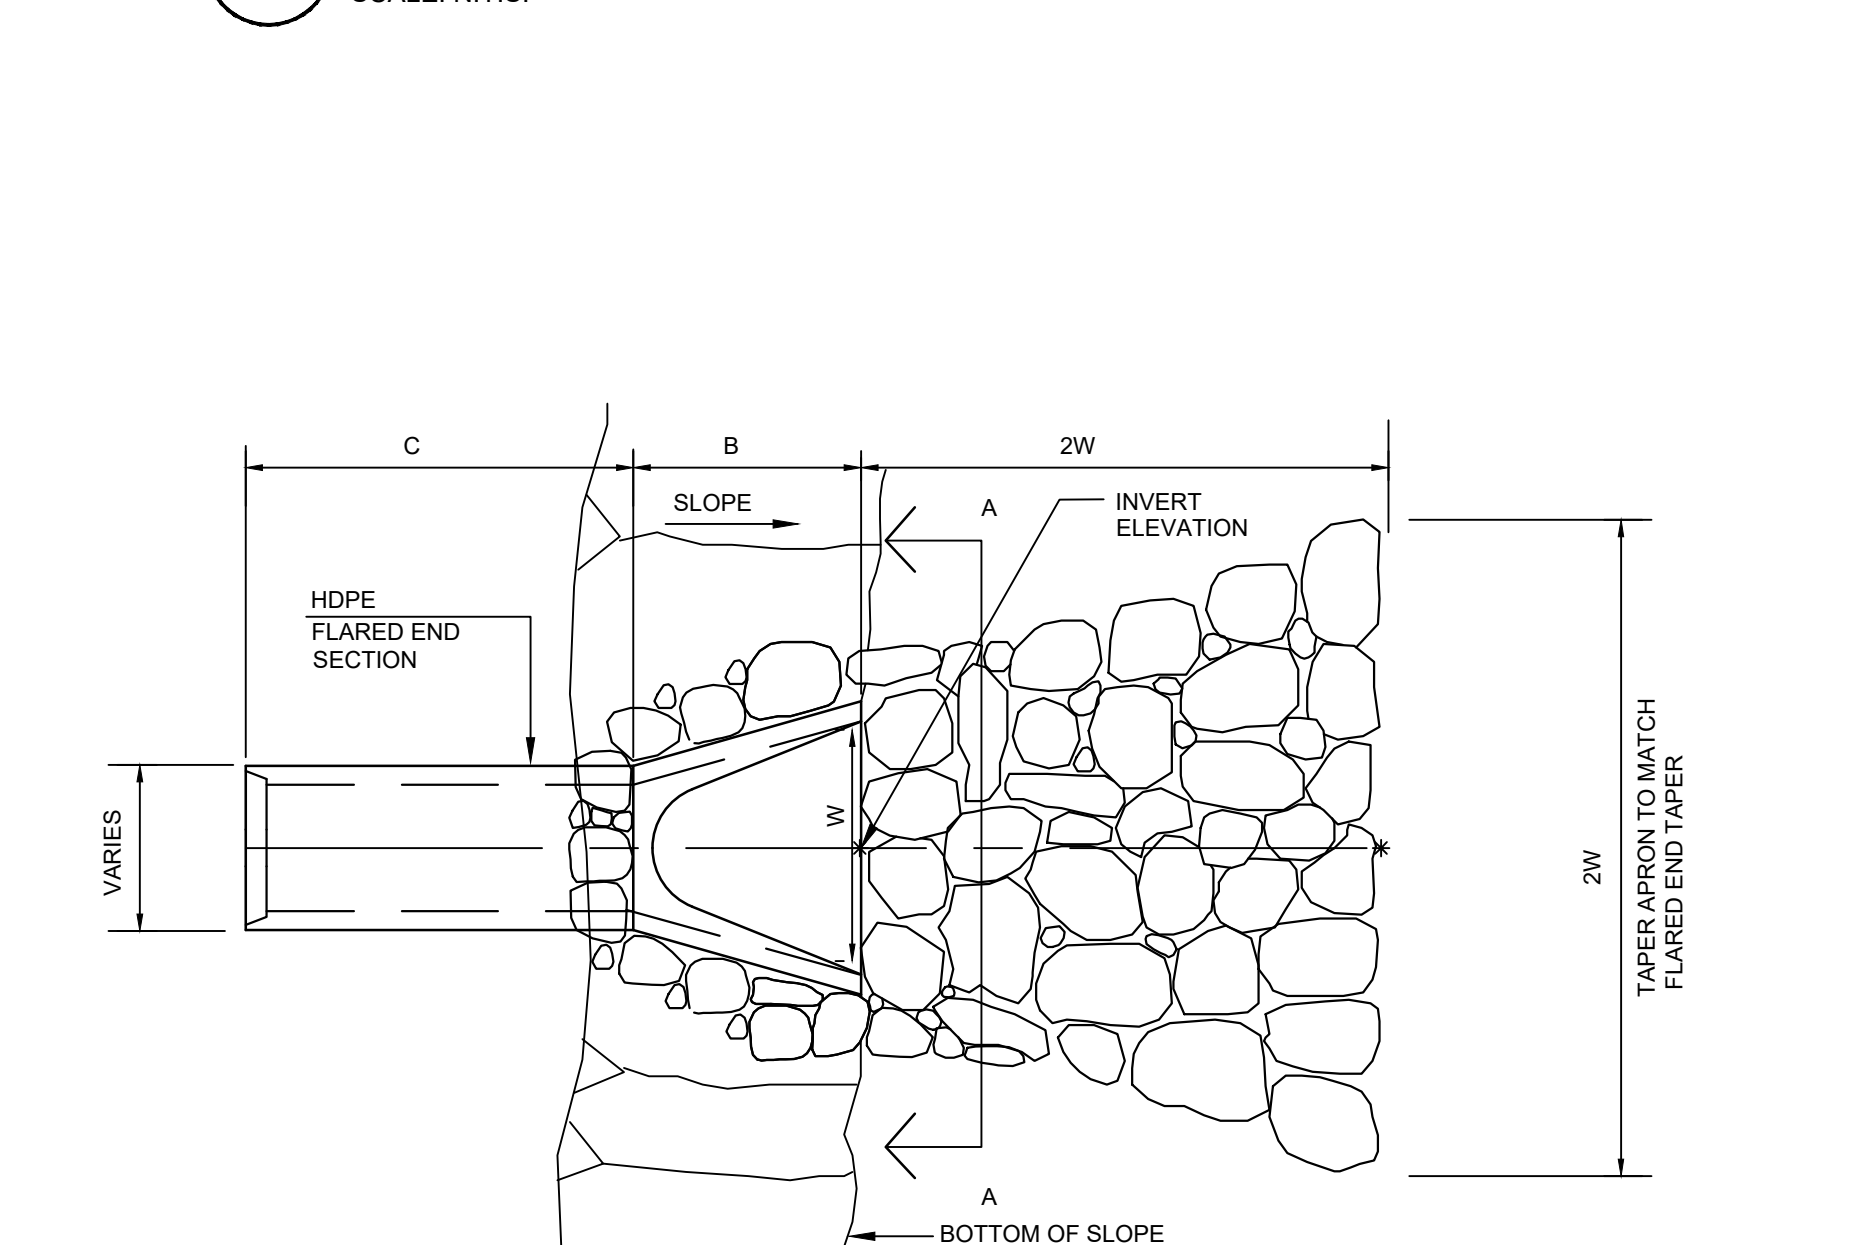 C
B
2W
SLOPE
A
INVERT
ELEVATION
HDPE
FLARED END
SECTION
VARIES
W
2W
TAPER APRON TO MATCH
FLARED END TAPER
A
BOTTOM OF SLOPE